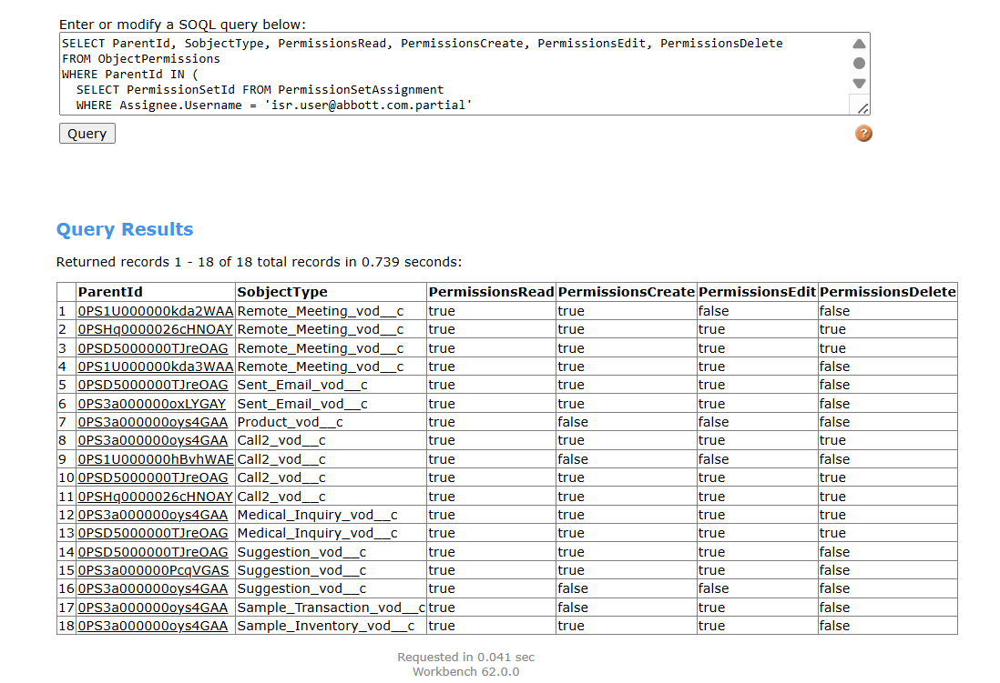 Enter or modify a SOQL query below:
SELECT ParentId, SobjectType, PermissionsRead, PermissionsCreate, PermissionsEdit, PermissionsDelete
FROM ObjectPermissions
WHERE ParentId IN (
SELECT PermissionSetId FROM PermissionSetAssignment
WHERE Assignee.Username = 'isr.user@abbott.com.partial'
Query
?
Query Results
Returned records 1 - 18 of 18 total records in 0.739 seconds:
ParentId SobjectType PermissionsRead PermissionsCreate PermissionsEdit PermissionsDelete
1 0PS1U000000kda2WAA Remote_Meeting_vod__c true true false false
2 0PSHq0000026cHNOAY Remote_Meeting_vod__c true true true true
3 0PSD5000000TJreOAG Remote_Meeting_vod__c true true true true
4 0PS1U000000kda3WAA Remote_Meeting_vod__c true true true false
5 0PSD5000000TJreOAG Sent_Email_vod__c true true true false
6 0PS3a000000oxLYGAY Sent_Email_vod__c true true true false
7 0PS3a000000oys4GAA Product_vod__c true false false false
8 0PS3a000000oys4GAA Call2_vod__c true true true true
9 0PS1U000000hBvhWAE Call2_vod__c true false false false
10 0PSD5000000TJreOAG Call2_vod__c true true true true
11 0PSHq0000026cHNOAY Call2_vod__c true true true true
12 0PS3a000000oys4GAA Medical_Inquiry_vod__c true true true true
13 0PSD5000000TJreOAG Medical_Inquiry_vod__c true true true true
14 0PSD5000000TJreOAG Suggestion_vod__c true true true false
15 0PS3a000000PcqVGAS Suggestion_vod__c true true true false
16 0PS3a000000oys4GAA Suggestion_vod__c true false false false
17 0PS3a000000oys4GAA Sample_Transaction_vod__c true false true false
18 0PS3a000000oys4GAA Sample_Inventory_vod__c true true true false
Requested in 0.041 sec
Workbench 62.0.0